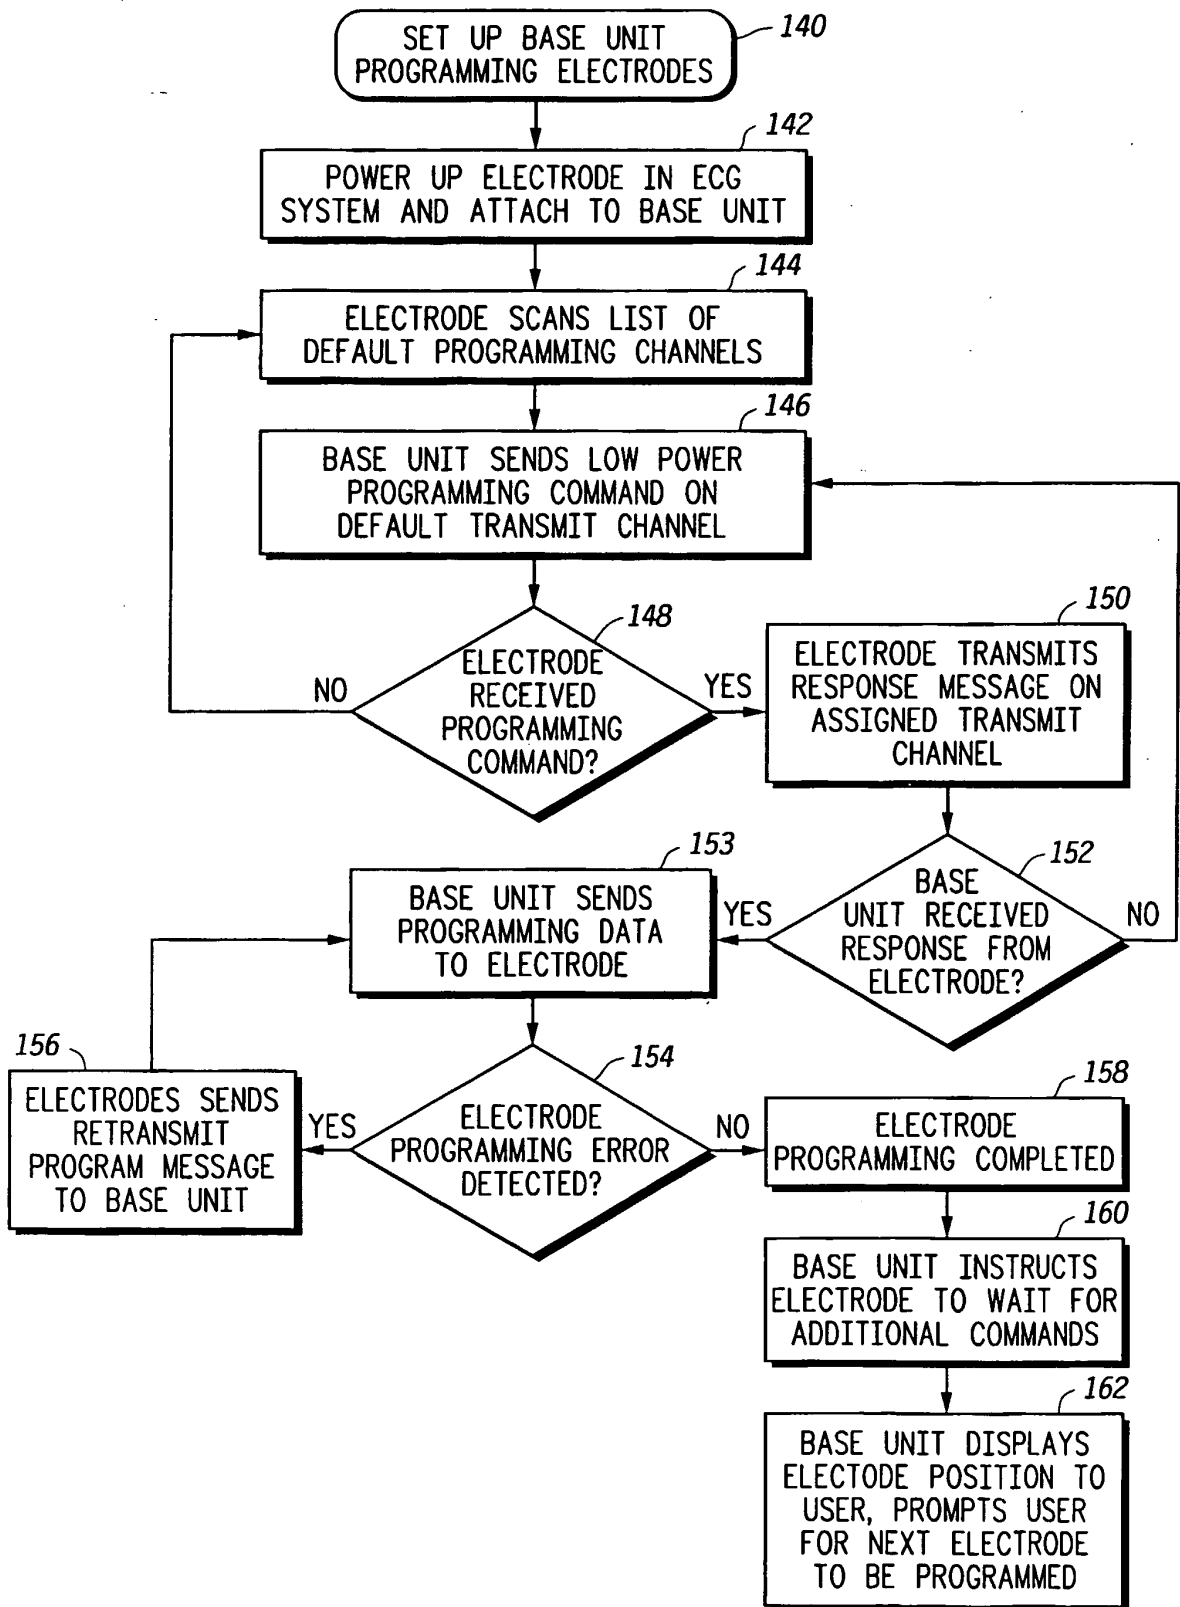 SET UP BASE UNIT
PROGRAMMING ELECTRODES
140
142
POWER UP ELECTRODE IN ECG
SYSTEM AND ATTACH TO BASE UNIT
144
ELECTRODE SCANS LIST OF
DEFAULT PROGRAMMING CHANNELS
146
BASE UNIT SENDS LOW POWER
PROGRAMMING COMMAND ON
DEFAULT TRANSMIT CHANNEL
148
ELECTRODE
RECEIVED
PROGRAMMING
COMMAND?
NO
YES
150
ELECTRODE TRANSMITS
RESPONSE MESSAGE ON
ASSIGNED TRANSMIT
CHANNEL
152
BASE
UNIT RECEIVED
RESPONSE FROM
ELECTRODE?
YES
NO
153
BASE UNIT SENDS
PROGRAMMING DATA
TO ELECTRODE
154
ELECTRODE
PROGRAMMING ERROR
DETECTED?
YES
NO
156
ELECTRODES SENDS
RETRANSMIT
PROGRAM MESSAGE
TO BASE UNIT
158
ELECTRODE
PROGRAMMING COMPLETED
160
BASE UNIT INSTRUCTS
ELECTRODE TO WAIT FOR
ADDITIONAL COMMANDS
162
BASE UNIT DISPLAYS
ELECTODE POSITION TO
USER, PROMPTS USER
FOR NEXT ELECTRODE
TO BE PROGRAMMED